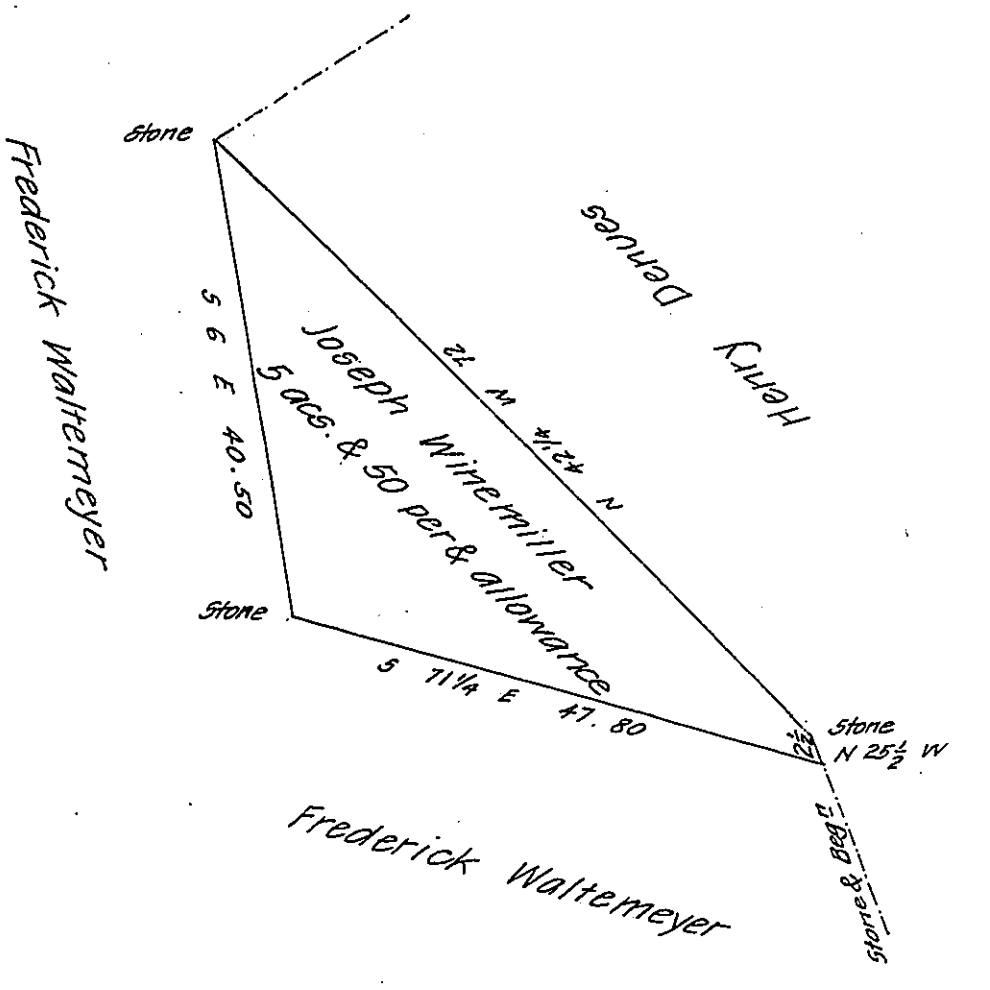 Stone
Frederick Waltemeyer
Henry
Denues
S 6 E 40.50
Joseph Winemiller
5 acs. & 50 per & allowance
N 42¼ W 72
Stone
S 71¼ E 47.80
Stone
N 25½ W
2½
Stone & Beg.n
Frederick Waltemeyer